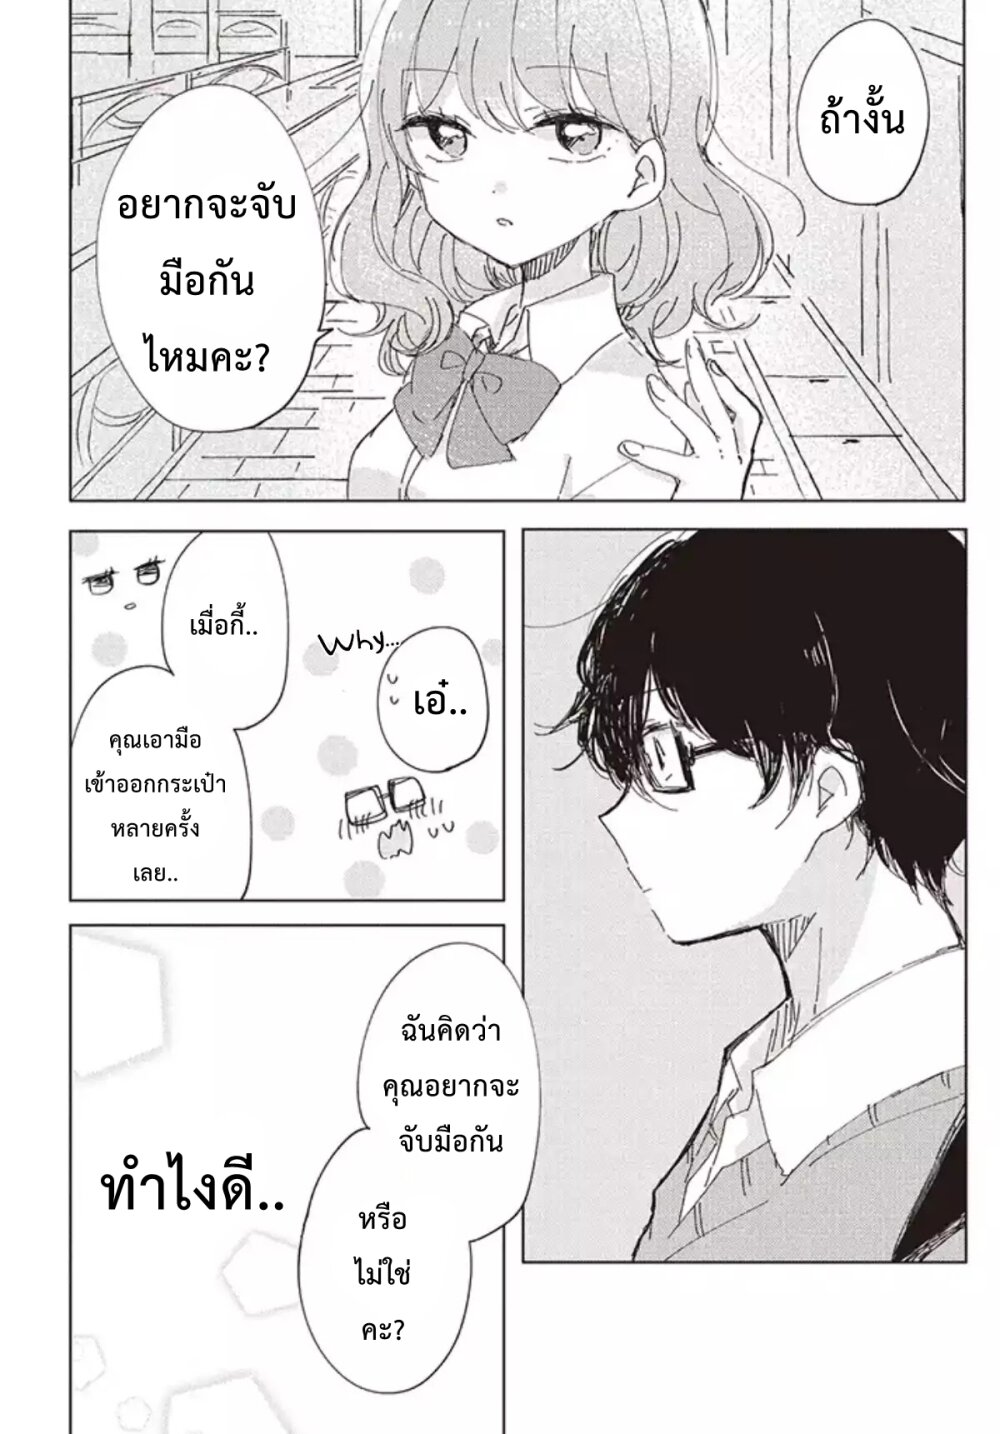 ถ้างั้น
อยากจะจับ
มือกัน
ไหมคะ?
Why...
เอ๋..
เมื่อกี้..
คุณเอามือ
เข้าออกกระเป๋า
หลายครั้ง
เลย..
ฉันคิดว่า
คุณอยากจะ
จับมือกัน
หรือ
ไม่ใช่
คะ?
ทำไงดี..